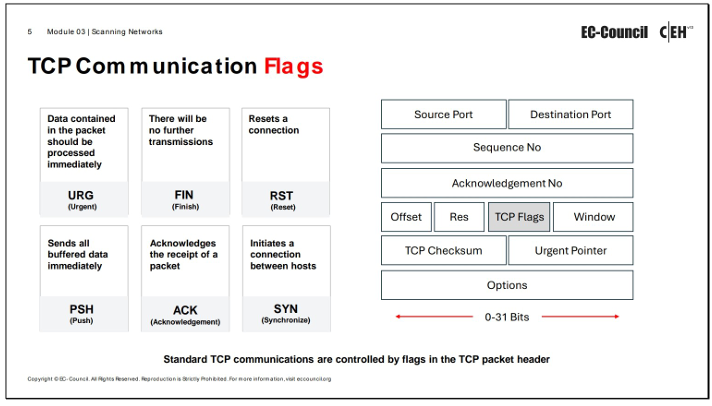 5 Module 03 | Scanning Networks
EC-Council C|EH
TCP Communication Flags
Data contained
in the packet
should be
processed
immediately
URG
(Urgent)
There will be
no further
transmissions
FIN
(Finish)
Resets a
connection
RST
(Reset)
Sends all
buffered data
immediately
PSH
(Push)
Acknowledges
the receipt of a
packet
ACK
(Acknowledgement)
Initiates a
connection
between hosts
SYN
(Synchronize)
Source Port Destination Port
Sequence No
Acknowledgement No
Offset Res TCP Flags Window
TCP Checksum Urgent Pointer
Options
0-31 Bits
Standard TCP communications are controlled by flags in the TCP packet header
Copyright © EC-Council. All Rights Reserved. Reproduction is Strictly Prohibited. For more information, visit eccouncil.org